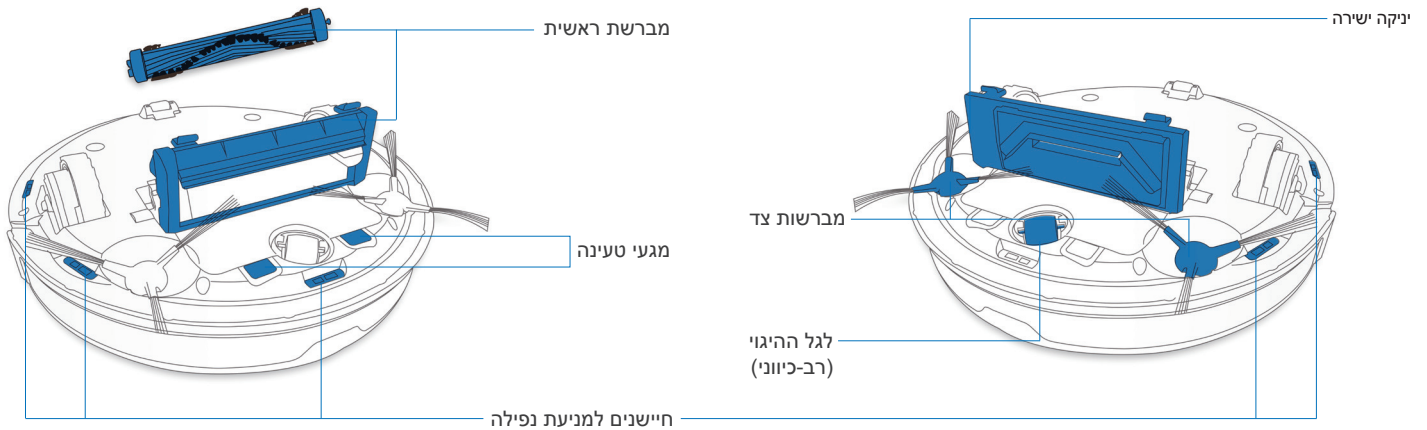 יניקה ישירה
מברשת ראשית
מברשות צד
מגעי טעינה
לגל ההיגוי
(רב-כיווני)
חיישנים למניעת נפילה